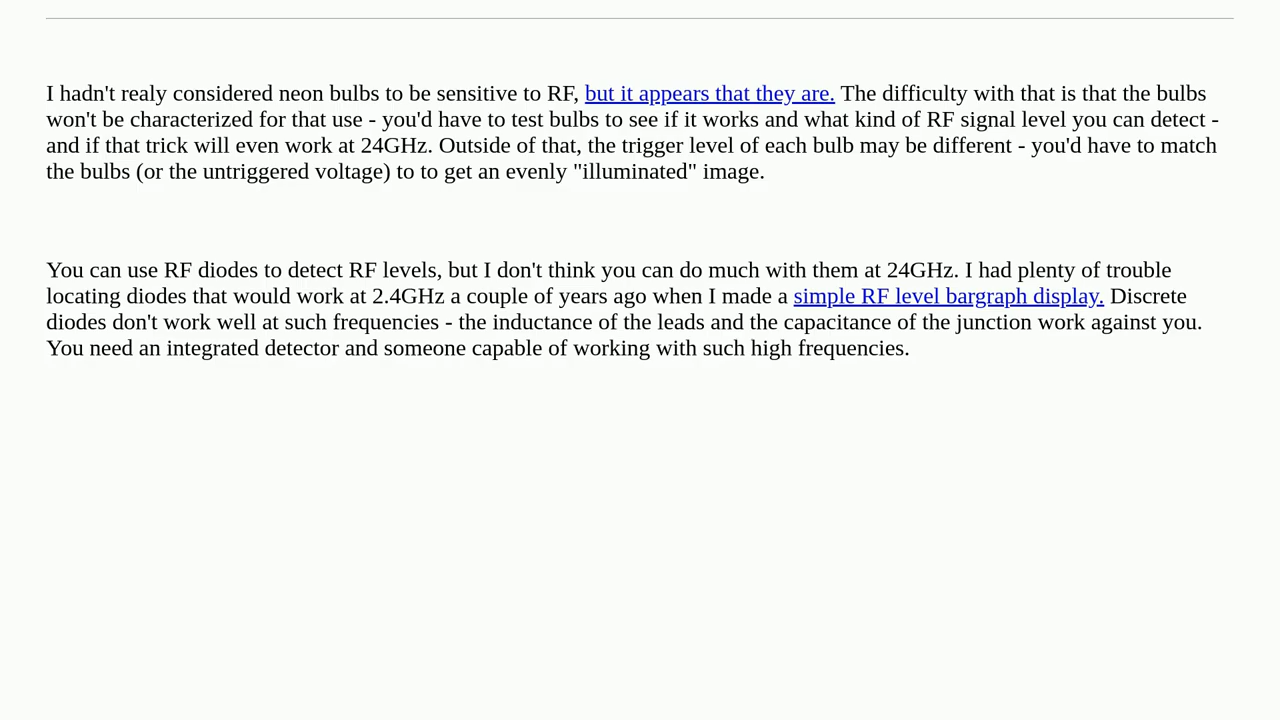 I hadn't realy considered neon bulbs to be sensitive to RF, but it appears that they are. The difficulty with that is that the bulbs
won't be characterized for that use - you'd have to test bulbs to see if it works and what kind of RF signal level you can detect -
and if that trick will even work at 24GHz. Outside of that, the trigger level of each bulb may be different - you'd have to match
the bulbs (or the untriggered voltage) to to get an evenly "illuminated" image.
You can use RF diodes to detect RF levels, but I don't think you can do much with them at 24GHz. I had plenty of trouble
locating diodes that would work at 2.4GHz a couple of years ago when I made a simple RF level bargraph display. Discrete
diodes don't work well at such frequencies - the inductance of the leads and the capacitance of the junction work against you.
You need an integrated detector and someone capable of working with such high frequencies.